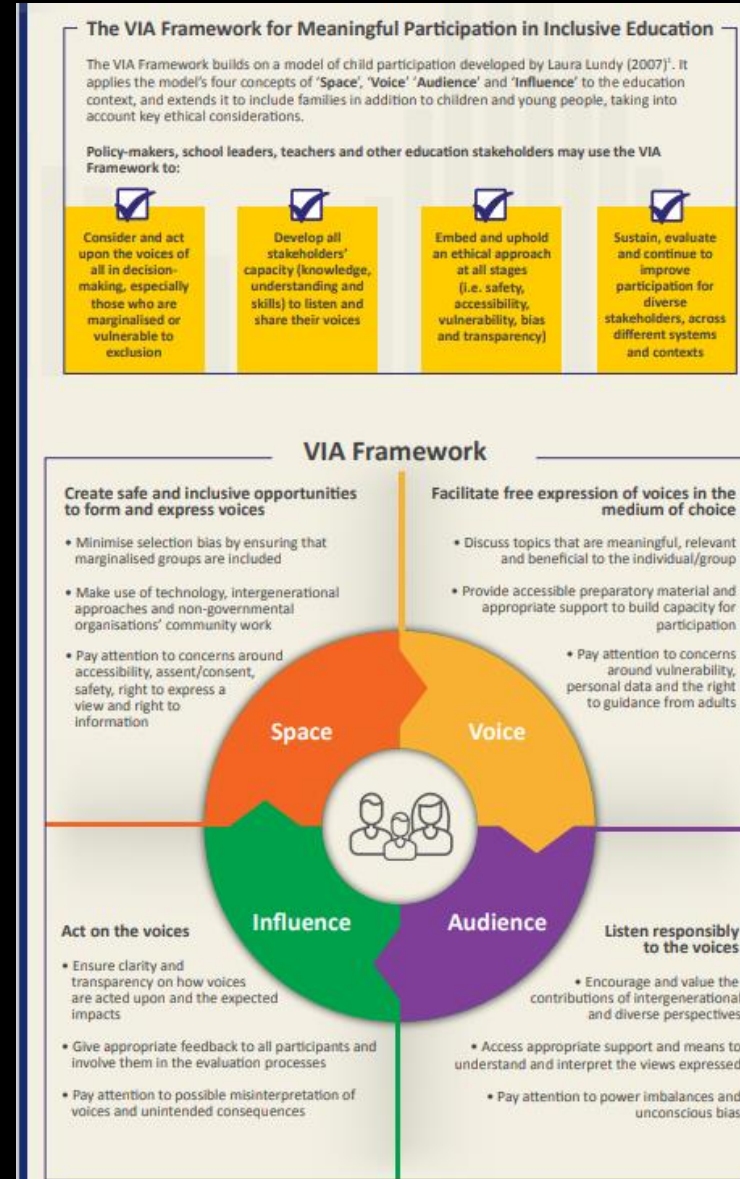 The VIA Framework for Meaningful Participation in Inclusive Education
The VIA Framework builds on a model of child participation developed by Laura Lundy (2007)¹. It
applies the model's four concepts of 'Space', 'Voice' 'Audience' and 'Influence' to the education
context, and extends it to include families in addition to children and young people, taking into
account key ethical considerations.
Policy-makers, school leaders, teachers and other education stakeholders may use the VIA
Framework to:
Consider and act
upon the voices of
all in decision-
making, especially
those who are
marginalised or
vulnerable to
exclusion
Develop all
stakeholders'
capacity (knowledge,
understanding and
skills) to listen and
share their voices
Embed and uphold
an ethical approach
at all stages
(i.e. safety,
accessibility,
vulnerability, bias
and transparency)
Sustain, evaluate
and continue to
improve
participation for
diverse
stakeholders, across
different systems
and contexts
VIA Framework
Create safe and inclusive opportunities
to form and express voices
• Minimise selection bias by ensuring that
marginalised groups are included
• Make use of technology, intergenerational
approaches and non-governmental
organisations' community work
• Pay attention to concerns around
accessibility, assent/consent,
safety, right to express a
view and right to
information
Facilitate free expression of voices in the
medium of choice
• Discuss topics that are meaningful, relevant
and beneficial to the individual/group
• Provide accessible preparatory material and
appropriate support to build capacity for
participation
• Pay attention to concerns
around vulnerability,
personal data and the right
to guidance from adults
Space
Voice
Influence
Audience
Act on the voices
• Ensure clarity and
transparency on how voices
are acted upon and the expected
impacts
• Give appropriate feedback to all participants and
involve them in the evaluation processes
• Pay attention to possible misinterpretation of
voices and unintended consequences
Listen responsibly
to the voices
• Encourage and value the
contributions of intergenerational
and diverse perspectives
• Access appropriate support and means to
understand and interpret the views expressed
• Pay attention to power imbalances and
unconscious bias